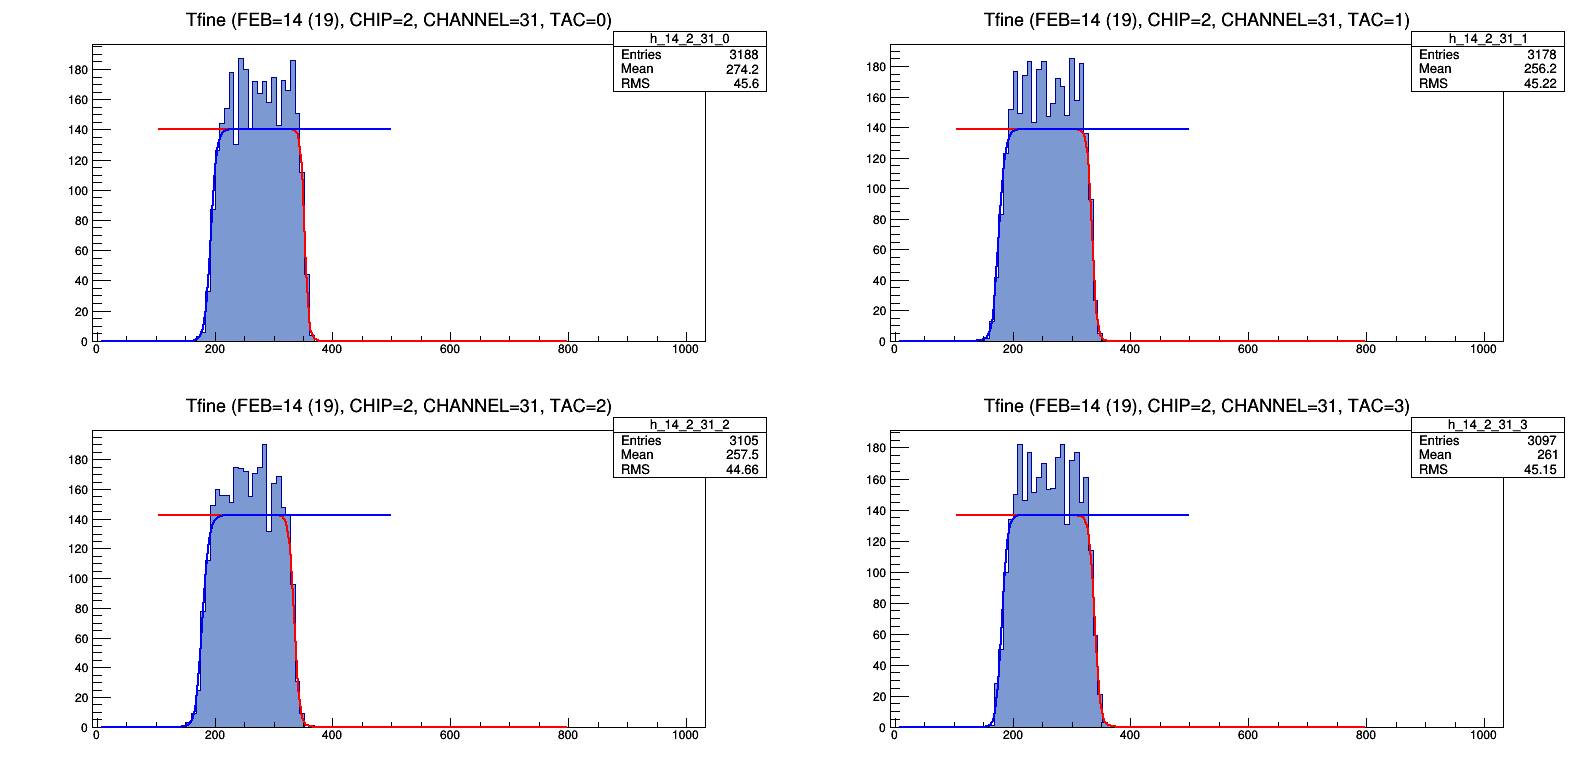 Tfine (FEB=14 (19), CHIP=2, CHANNEL=31, TAC=0)
h_14_2_31_0
Entries 3188
Mean 274.2
RMS 45.6
180
160
140
120
100
80
60
40
20
0
0 200 400 600 800 1000
Tfine (FEB=14 (19), CHIP=2, CHANNEL=31, TAC=1)
h_14_2_31_1
Entries 3178
Mean 256.2
RMS 45.22
180
160
140
120
100
80
60
40
20
0
0 200 400 600 800 1000
Tfine (FEB=14 (19), CHIP=2, CHANNEL=31, TAC=2)
h_14_2_31_2
Entries 3105
Mean 257.5
RMS 44.66
180
160
140
120
100
80
60
40
20
0
0 200 400 600 800 1000
Tfine (FEB=14 (19), CHIP=2, CHANNEL=31, TAC=3)
h_14_2_31_3
Entries 3097
Mean 261
RMS 45.15
180
160
140
120
100
80
60
40
20
0
0 200 400 600 800 1000